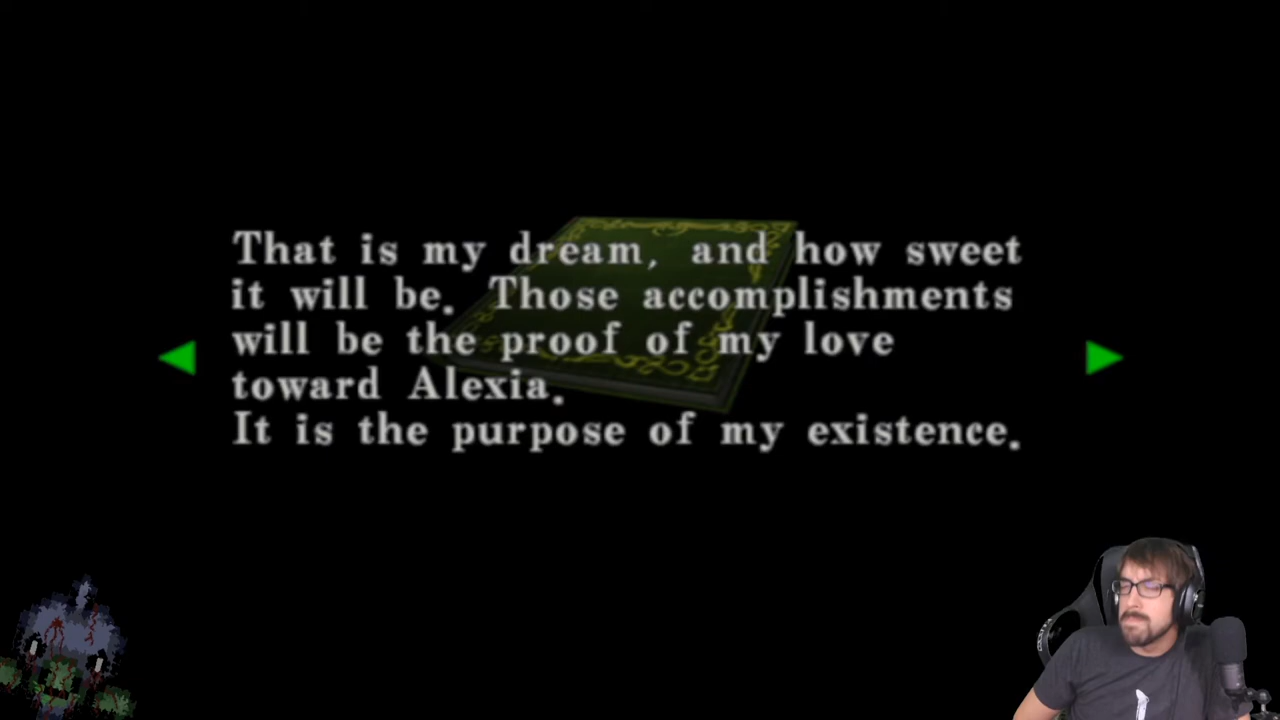 That is my dream, and how sweet
it will be. Those accomplishments
will be the proof of my love
toward Alexia.
It is the purpose of my existence.